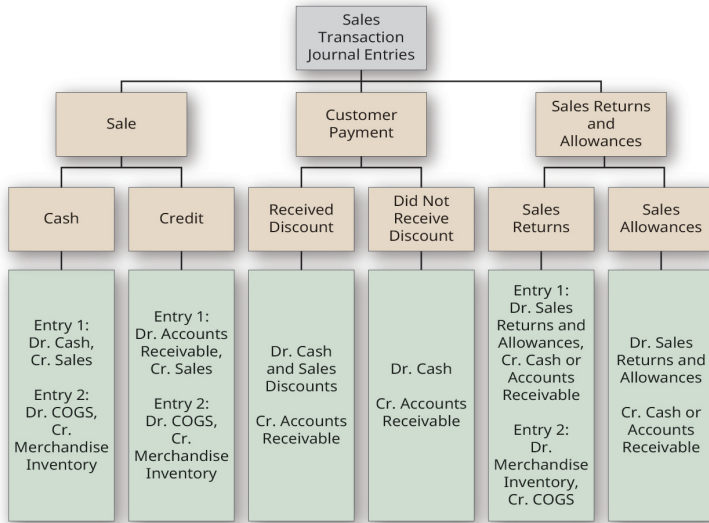 Sales
Transaction
Journal Entries
Sale
Customer
Payment
Sales Returns
and
Allowances
Cash
Credit
Received
Discount
Did Not
Receive
Discount
Sales
Returns
Sales
Allowances
Entry 1:
Dr. Cash,
Cr. Sales
Entry 2:
Dr. COGS,
Cr.
Merchandise
Inventory
Entry 1:
Dr. Accounts
Receivable,
Cr. Sales
Entry 2:
Dr. COGS,
Cr.
Merchandise
Inventory
Dr. Cash
and Sales
Discounts
Cr. Accounts
Receivable
Dr. Cash
Cr. Accounts
Receivable
Entry 1:
Dr. Sales
Returns and
Allowances,
Cr. Cash or
Accounts
Receivable
Entry 2:
Dr.
Merchandise
Inventory,
Cr. COGS
Dr. Sales
Returns and
Allowances
Cr. Cash or
Accounts
Receivable